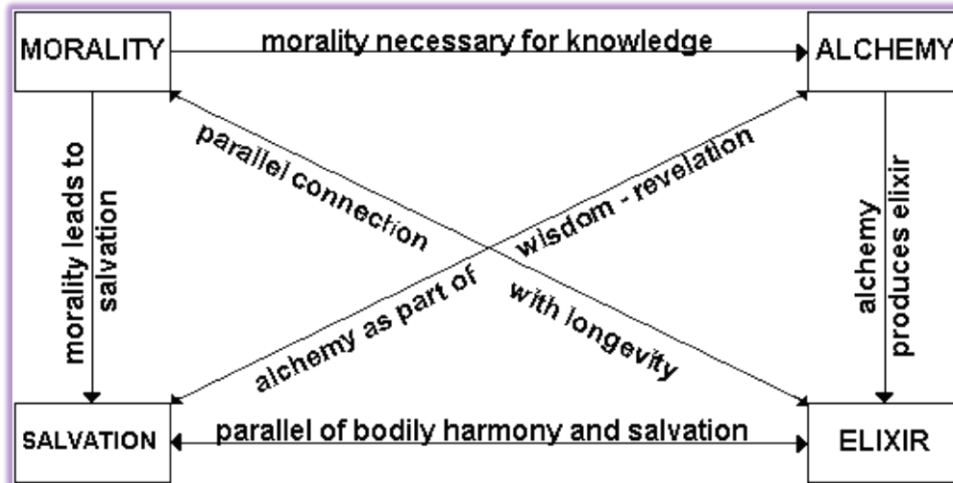 MORALITY
morality necessary for knowledge
ALCHEMY
morality leads to
salvation
parallel connection
with longevity
alchemy as part of
wisdom - revelation
alchemy
produces elixir
SALVATION
parallel of bodily harmony and salvation
ELIXIR